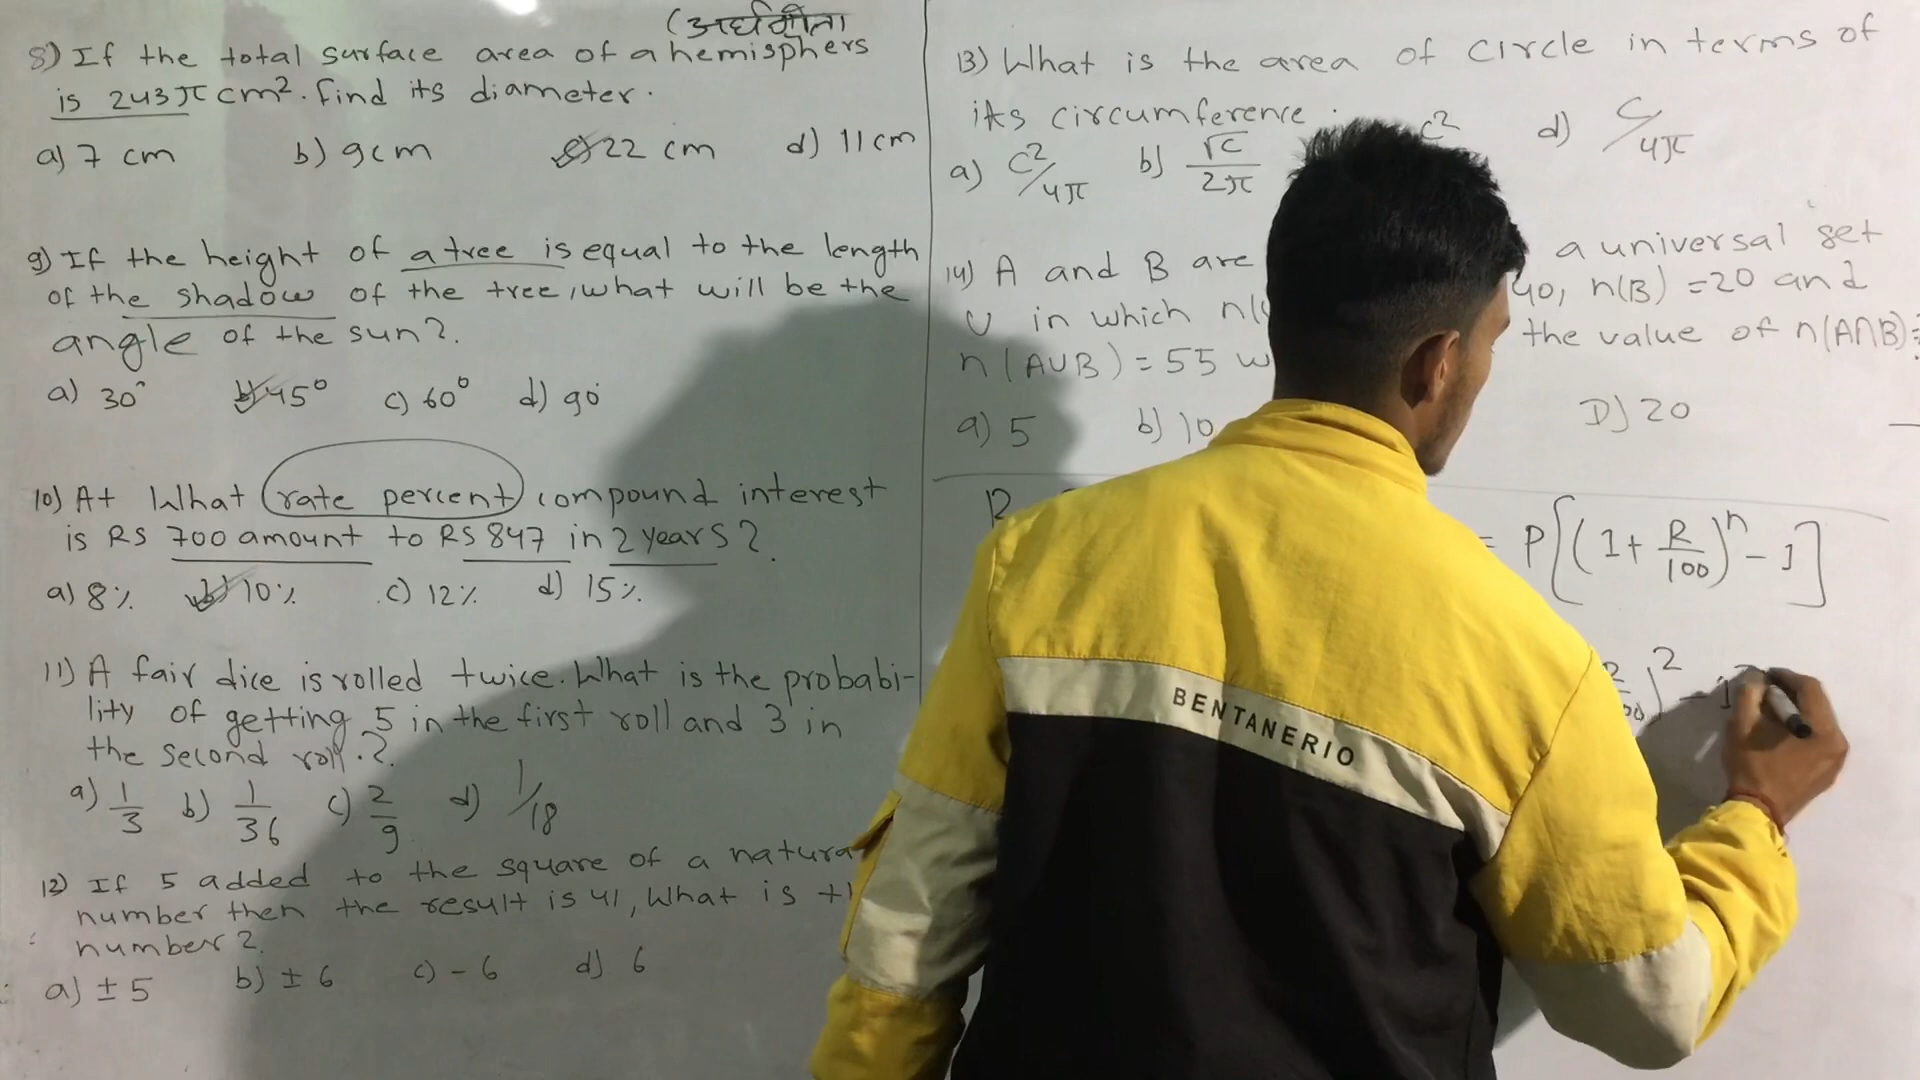 (अर्धगोला
8) If the total surface area of a hemisphers
is 243π cm². find its diameter.
a) 7 cm b) 9cm c) 22 cm d) 11cm
9) If the height of a tree is equal to the length
of the shadow of the tree, what will be the
angle of the sun?.
a) 30° b) 45° c) 60° d) 90°
10) At What rate percent compound interest
is RS 700 amount to RS 847 in 2 years?.
a) 8% b) 10% c) 12% d) 15%.
11) A fair dice is rolled twice. What is the probabi-
lity of getting 5 in the first roll and 3 in
the second roll.?.
a) 1/3 b) 1/36 c) 2/9 d) 1/18
12) If 5 added to the square of a natura
number then the result is 41, What is
number?.
a) ±5 b) ±6 c) -6 d) 6
13) What is the area of circle in terms of
its circumference.
a) C²/4π b) √C/2π c² d) C/4π
14) A and B are a universal set
U in which n( 40, n(B) = 20 and
n(AUB) = 55 the value of n(A∩B)?
a) 5 b) 10 D) 20
= P[(1+R/100)^n - 1]
)² - 1
BENTANERIO